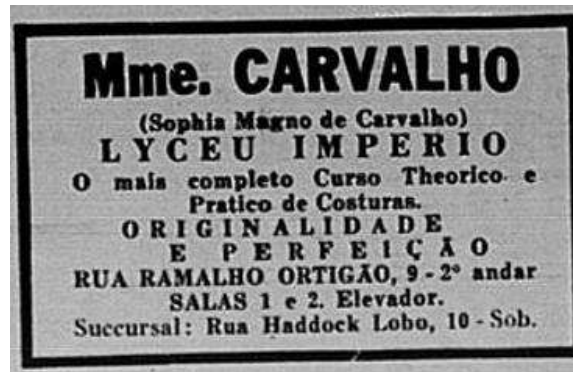 Mme. CARVALHO
(Sophia Magno de Carvalho)
LYCEU IMPERIO
O mais completo Curso Theorico e
Pratico de Costuras.
ORIGINALIDADE
E PERFEIÇÃO
RUA RAMALHO ORTIGÃO, 9 - 2º andar
SALAS 1 e 2. Elevador.
Succursal: Rua Haddock Lobo, 10 - Sob.